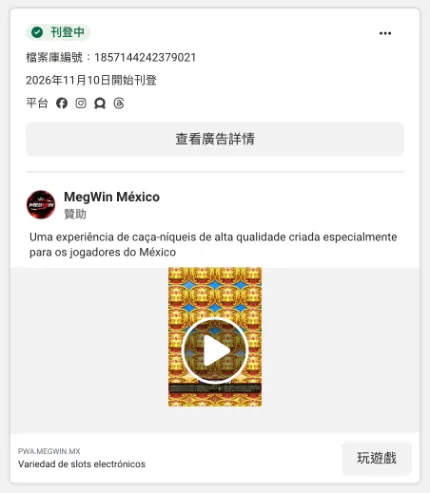 刊登中
檔案庫編號：1857144242379021
2026年11月10日開始刊登
平台
查看廣告詳情
MEGWIN
MegWin México
贊助
Uma experiência de caça-níqueis de alta qualidade criada especialmente
para os jogadores do México
PWA.MEGWIN.MX
Variedad de slots electrónicos
玩遊戲